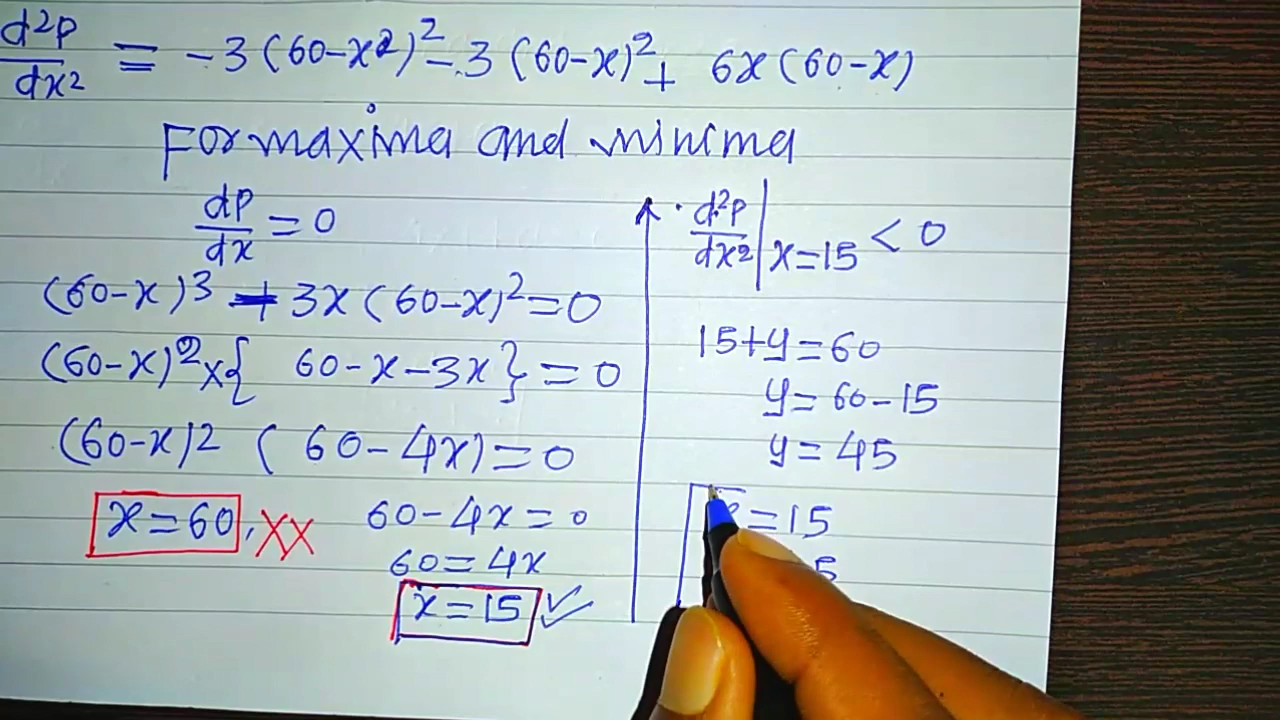 d²P/dx² = -3(60-x2)² - 3(60-x)² + 6x(60-x)
For maxima and minima
dP/dx = 0
(60-x)³ + 3x(60-x)² = 0
(60-x)² x{ 60-x-3x} = 0
(60-x)² (60-4x) = 0
x = 60, XX
60-4x = 0
60 = 4x
x = 15 ✓
d²P/dx² | x=15 < 0
15+y = 60
y = 60-15
y = 45
= 15
5